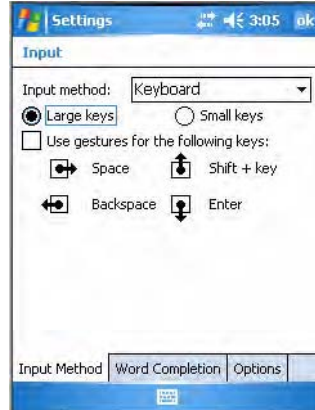 Settings 3:05 ok
Input
Input method: Keyboard
Large keys Small keys
Use gestures for the following keys:
Space Shift + key
Backspace Enter
Input Method Word Completion Options